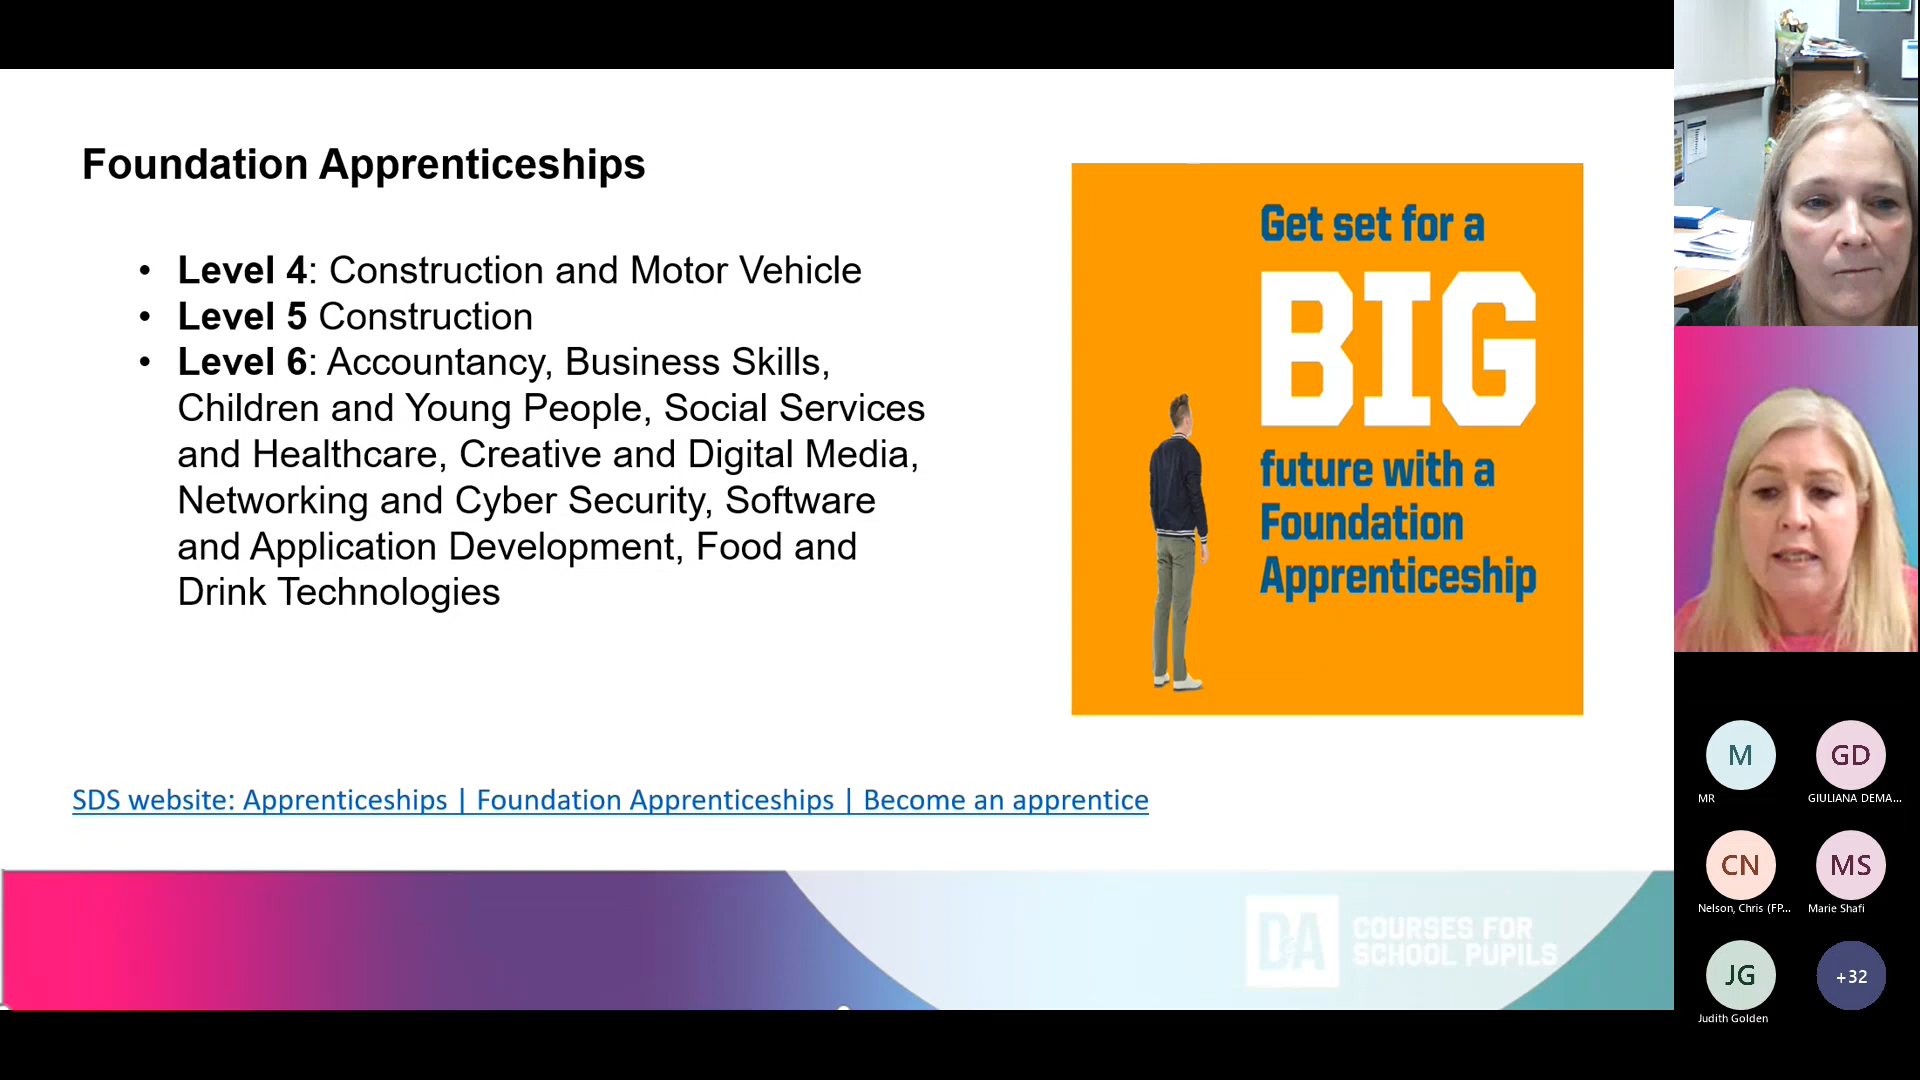 Foundation Apprenticeships
• Level 4: Construction and Motor Vehicle
• Level 5 Construction
• Level 6: Accountancy, Business Skills,
Children and Young People, Social Services
and Healthcare, Creative and Digital Media,
Networking and Cyber Security, Software
and Application Development, Food and
Drink Technologies
Get set for a
BIG
future with a
Foundation
Apprenticeship
SDS website: Apprenticeships | Foundation Apprenticeships | Become an apprentice
D&A
COURSES FOR
SCHOOL PUPILS
M
MR
GD
GIULIANA DEMA...
CN
Nelson, Chris (FP...
MS
Marie Shafi
JG
Judith Golden
+32